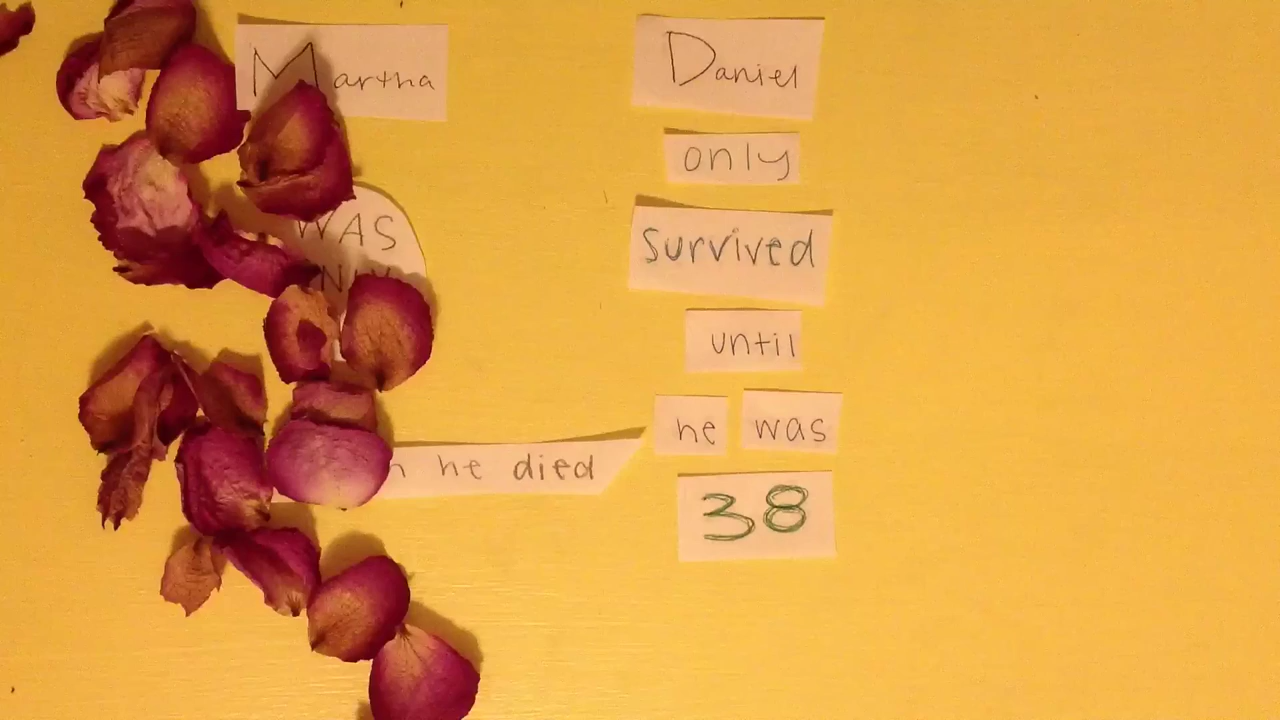 Martha
WAS
he died
Daniel
only
survived
until
he was
38